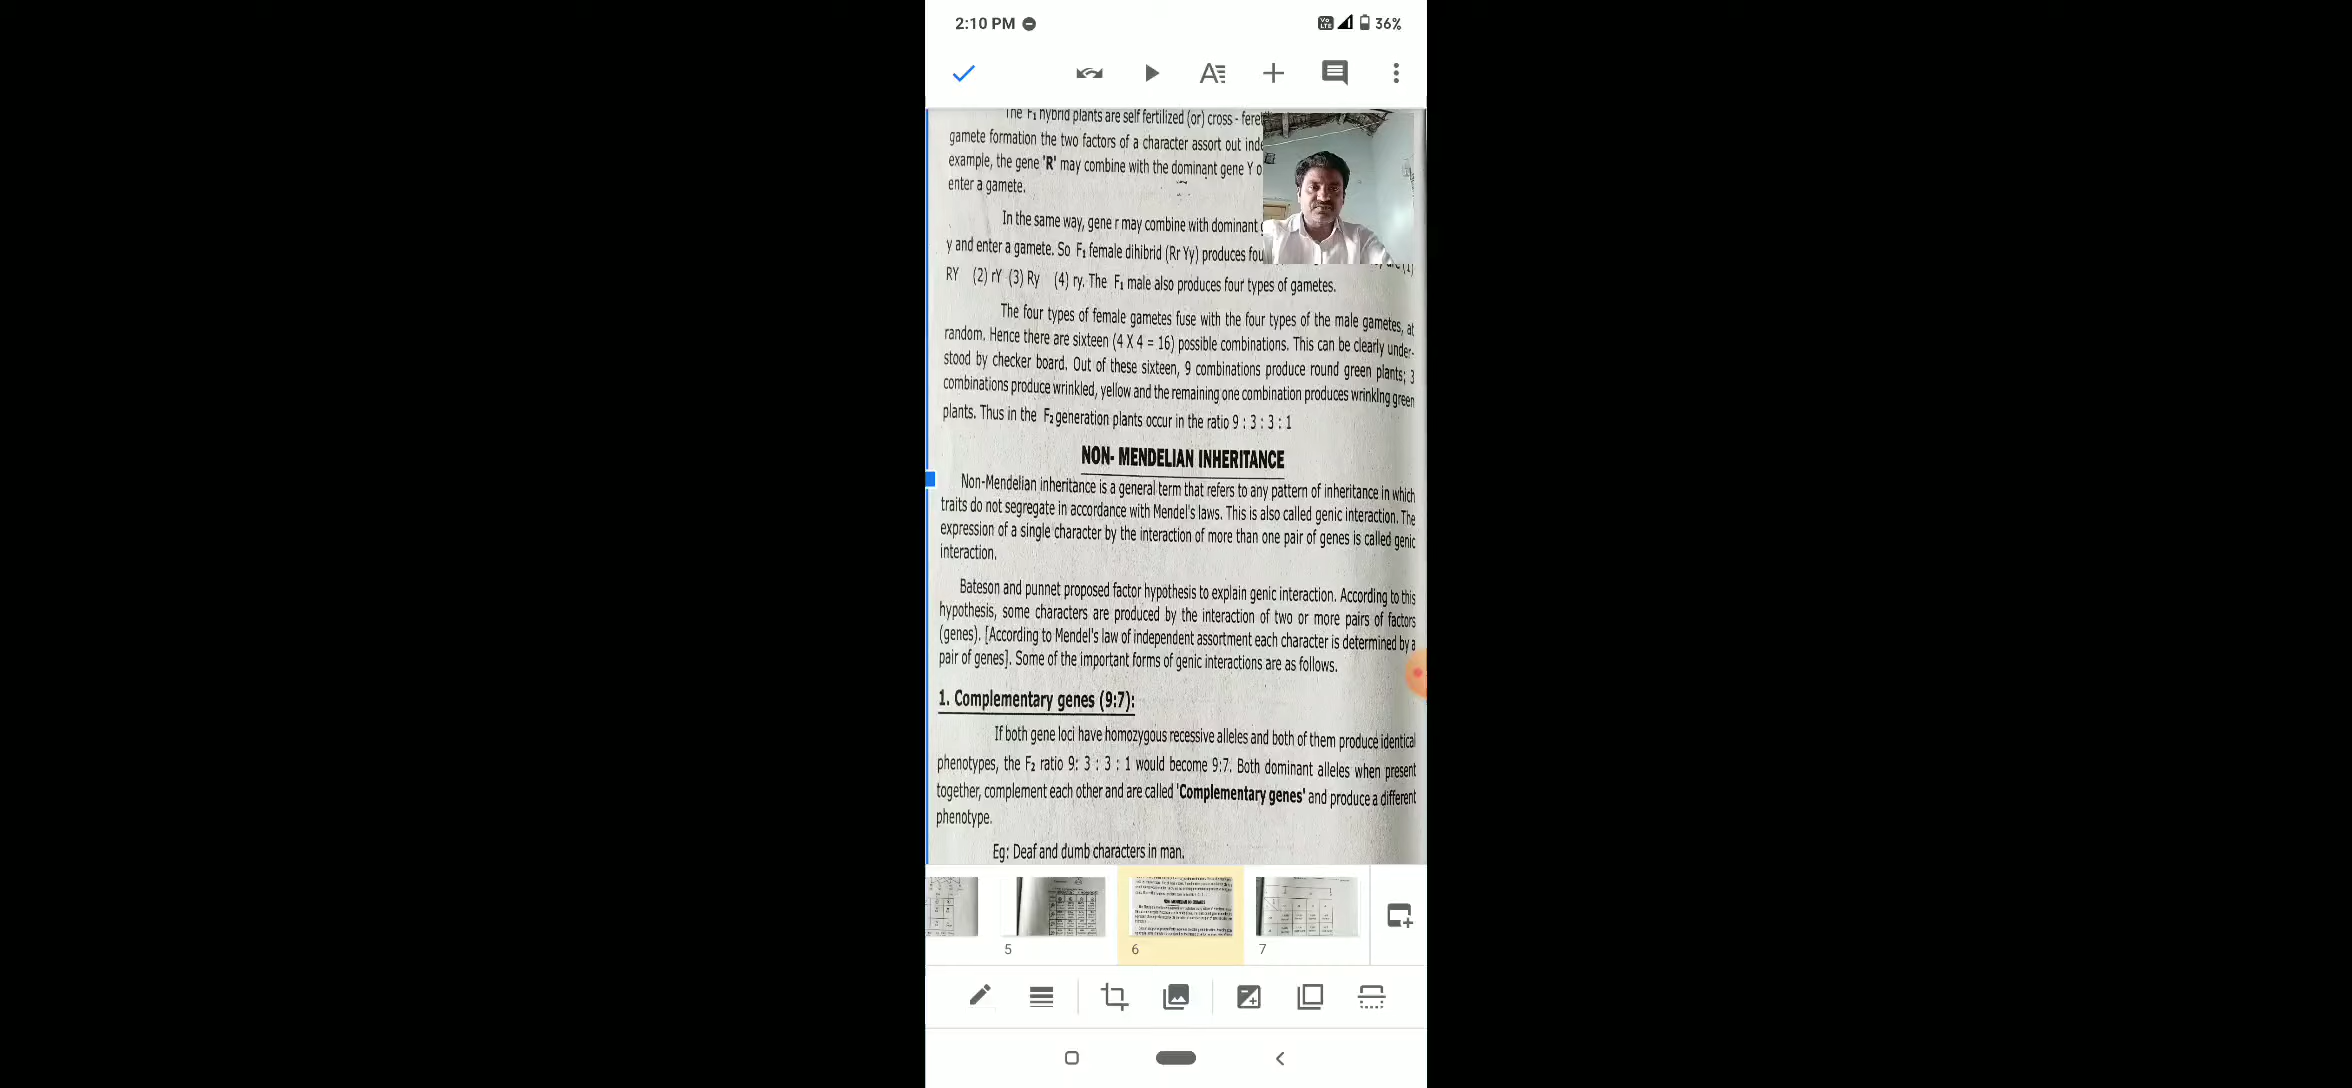 2:10 PM
Vo LTE
36%
The F₁ hybrid plants are self fertilized (or) cross - fere
gamete formation the two factors of a character assort out inde
example, the gene 'R' may combine with the dominant gene Y o
enter a gamete.
In the same way, gene r may combine with dominant g
y and enter a gamete. So F₁ female dihibrid (Rr Yy) produces fou are (1)
RY (2) rY (3) Ry (4) ry. The F₁ male also produces four types of gametes.
The four types of female gametes fuse with the four types of the male gametes, at
random. Hence there are sixteen (4 X 4 = 16) possible combinations. This can be clearly under-
stood by checker board. Out of these sixteen, 9 combinations produce round green plants; 3
combinations produce wrinkled, yellow and the remaining one combination produces wrinking green
plants. Thus in the F₂ generation plants occur in the ratio 9 : 3 : 3 : 1
NON- MENDELIAN INHERITANCE
Non-Mendelian inheritance is a general term that refers to any pattern of inheritance in which
traits do not segregate in accordance with Mendel's laws. This is also called genic interaction. The
expression of a single character by the interaction of more than one pair of genes is called genic
interaction.
Bateson and punnet proposed factor hypothesis to explain genic interaction. According to this
hypothesis, some characters are produced by the interaction of two or more pairs of factors
(genes). [According to Mendel's law of independent assortment each character is determined by a
pair of genes]. Some of the important forms of genic interactions are as follows.
1. Complementary genes (9:7):
If both gene loci have homozygous recessive alleles and both of them produce identical
phenotypes, the F₂ ratio 9: 3 : 3 : 1 would become 9:7. Both dominant alleles when present
together, complement each other and are called 'Complementary genes' and produce a different
phenotype.
Eg: Deaf and dumb characters in man.
5
6
7